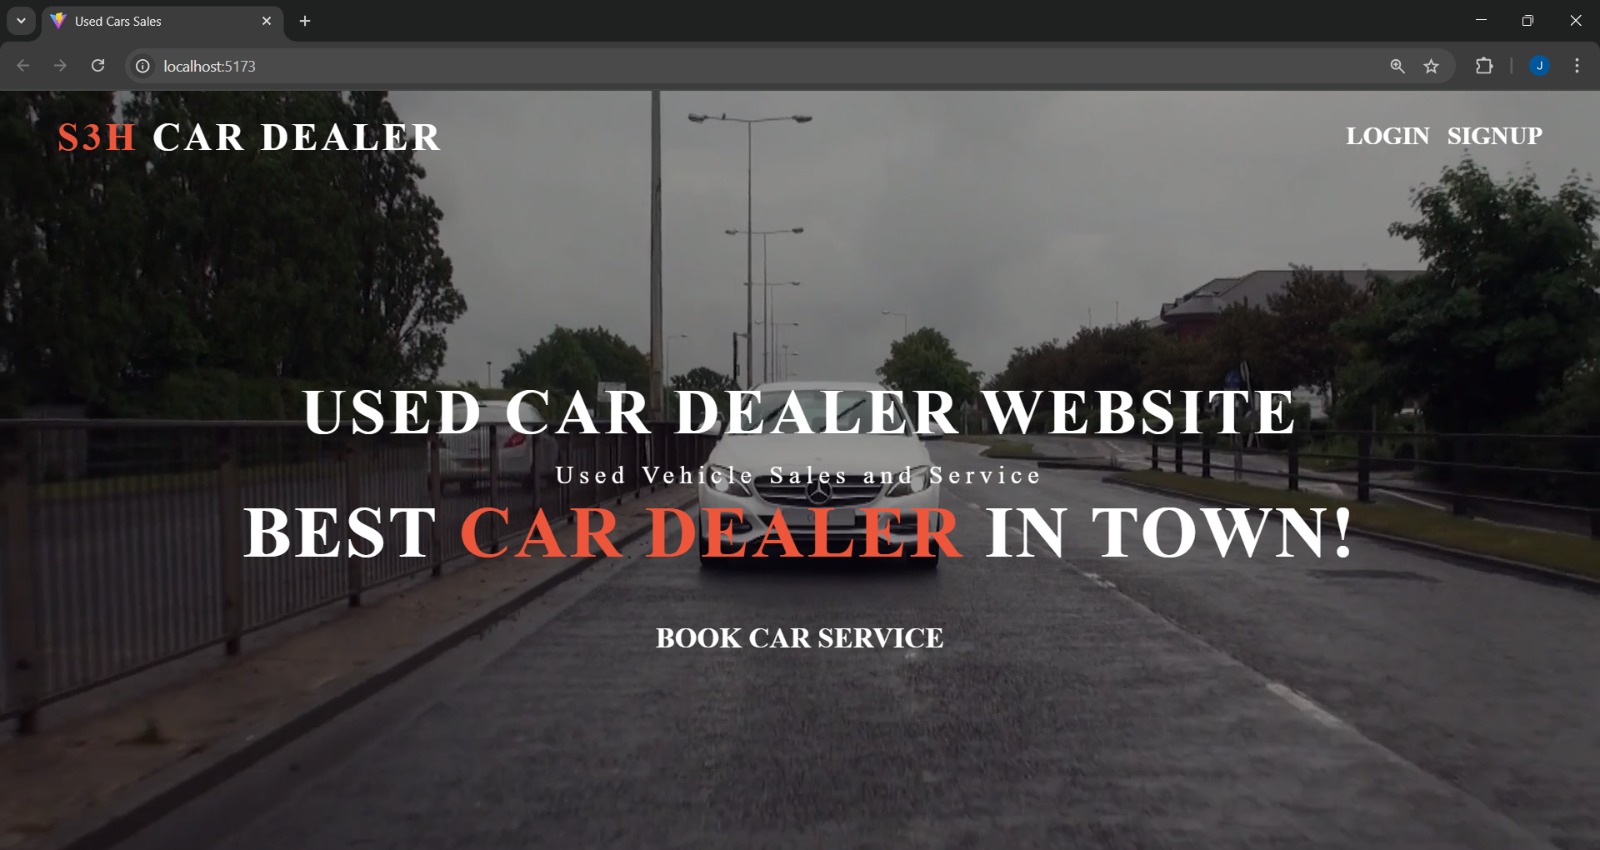 Used Cars Sales
localhost:5173
J
S3H CAR DEALER
LOGIN SIGNUP
USED CAR DEALER WEBSITE
Used Vehicle Sales and Service
BEST CAR DEALER IN TOWN!
BOOK CAR SERVICE